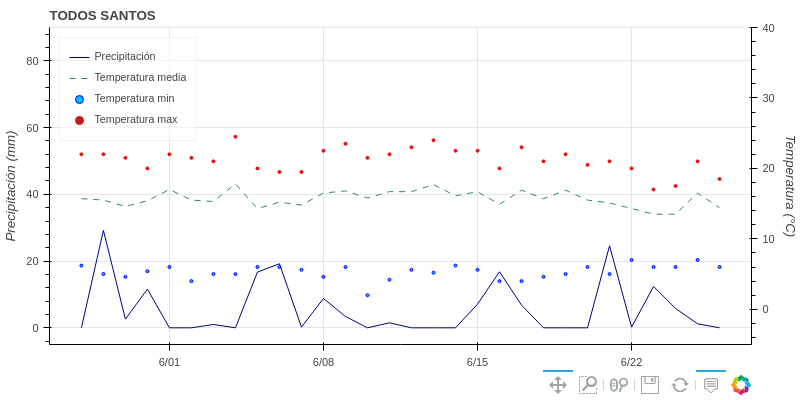 TODOS SANTOS
Precipitación
Temperatura media
Temperatura min
Temperatura max
Precipitación (mm)
80
60
40
20
0
Temperatura (°C)
40
30
20
10
0
6/01
6/08
6/15
6/22